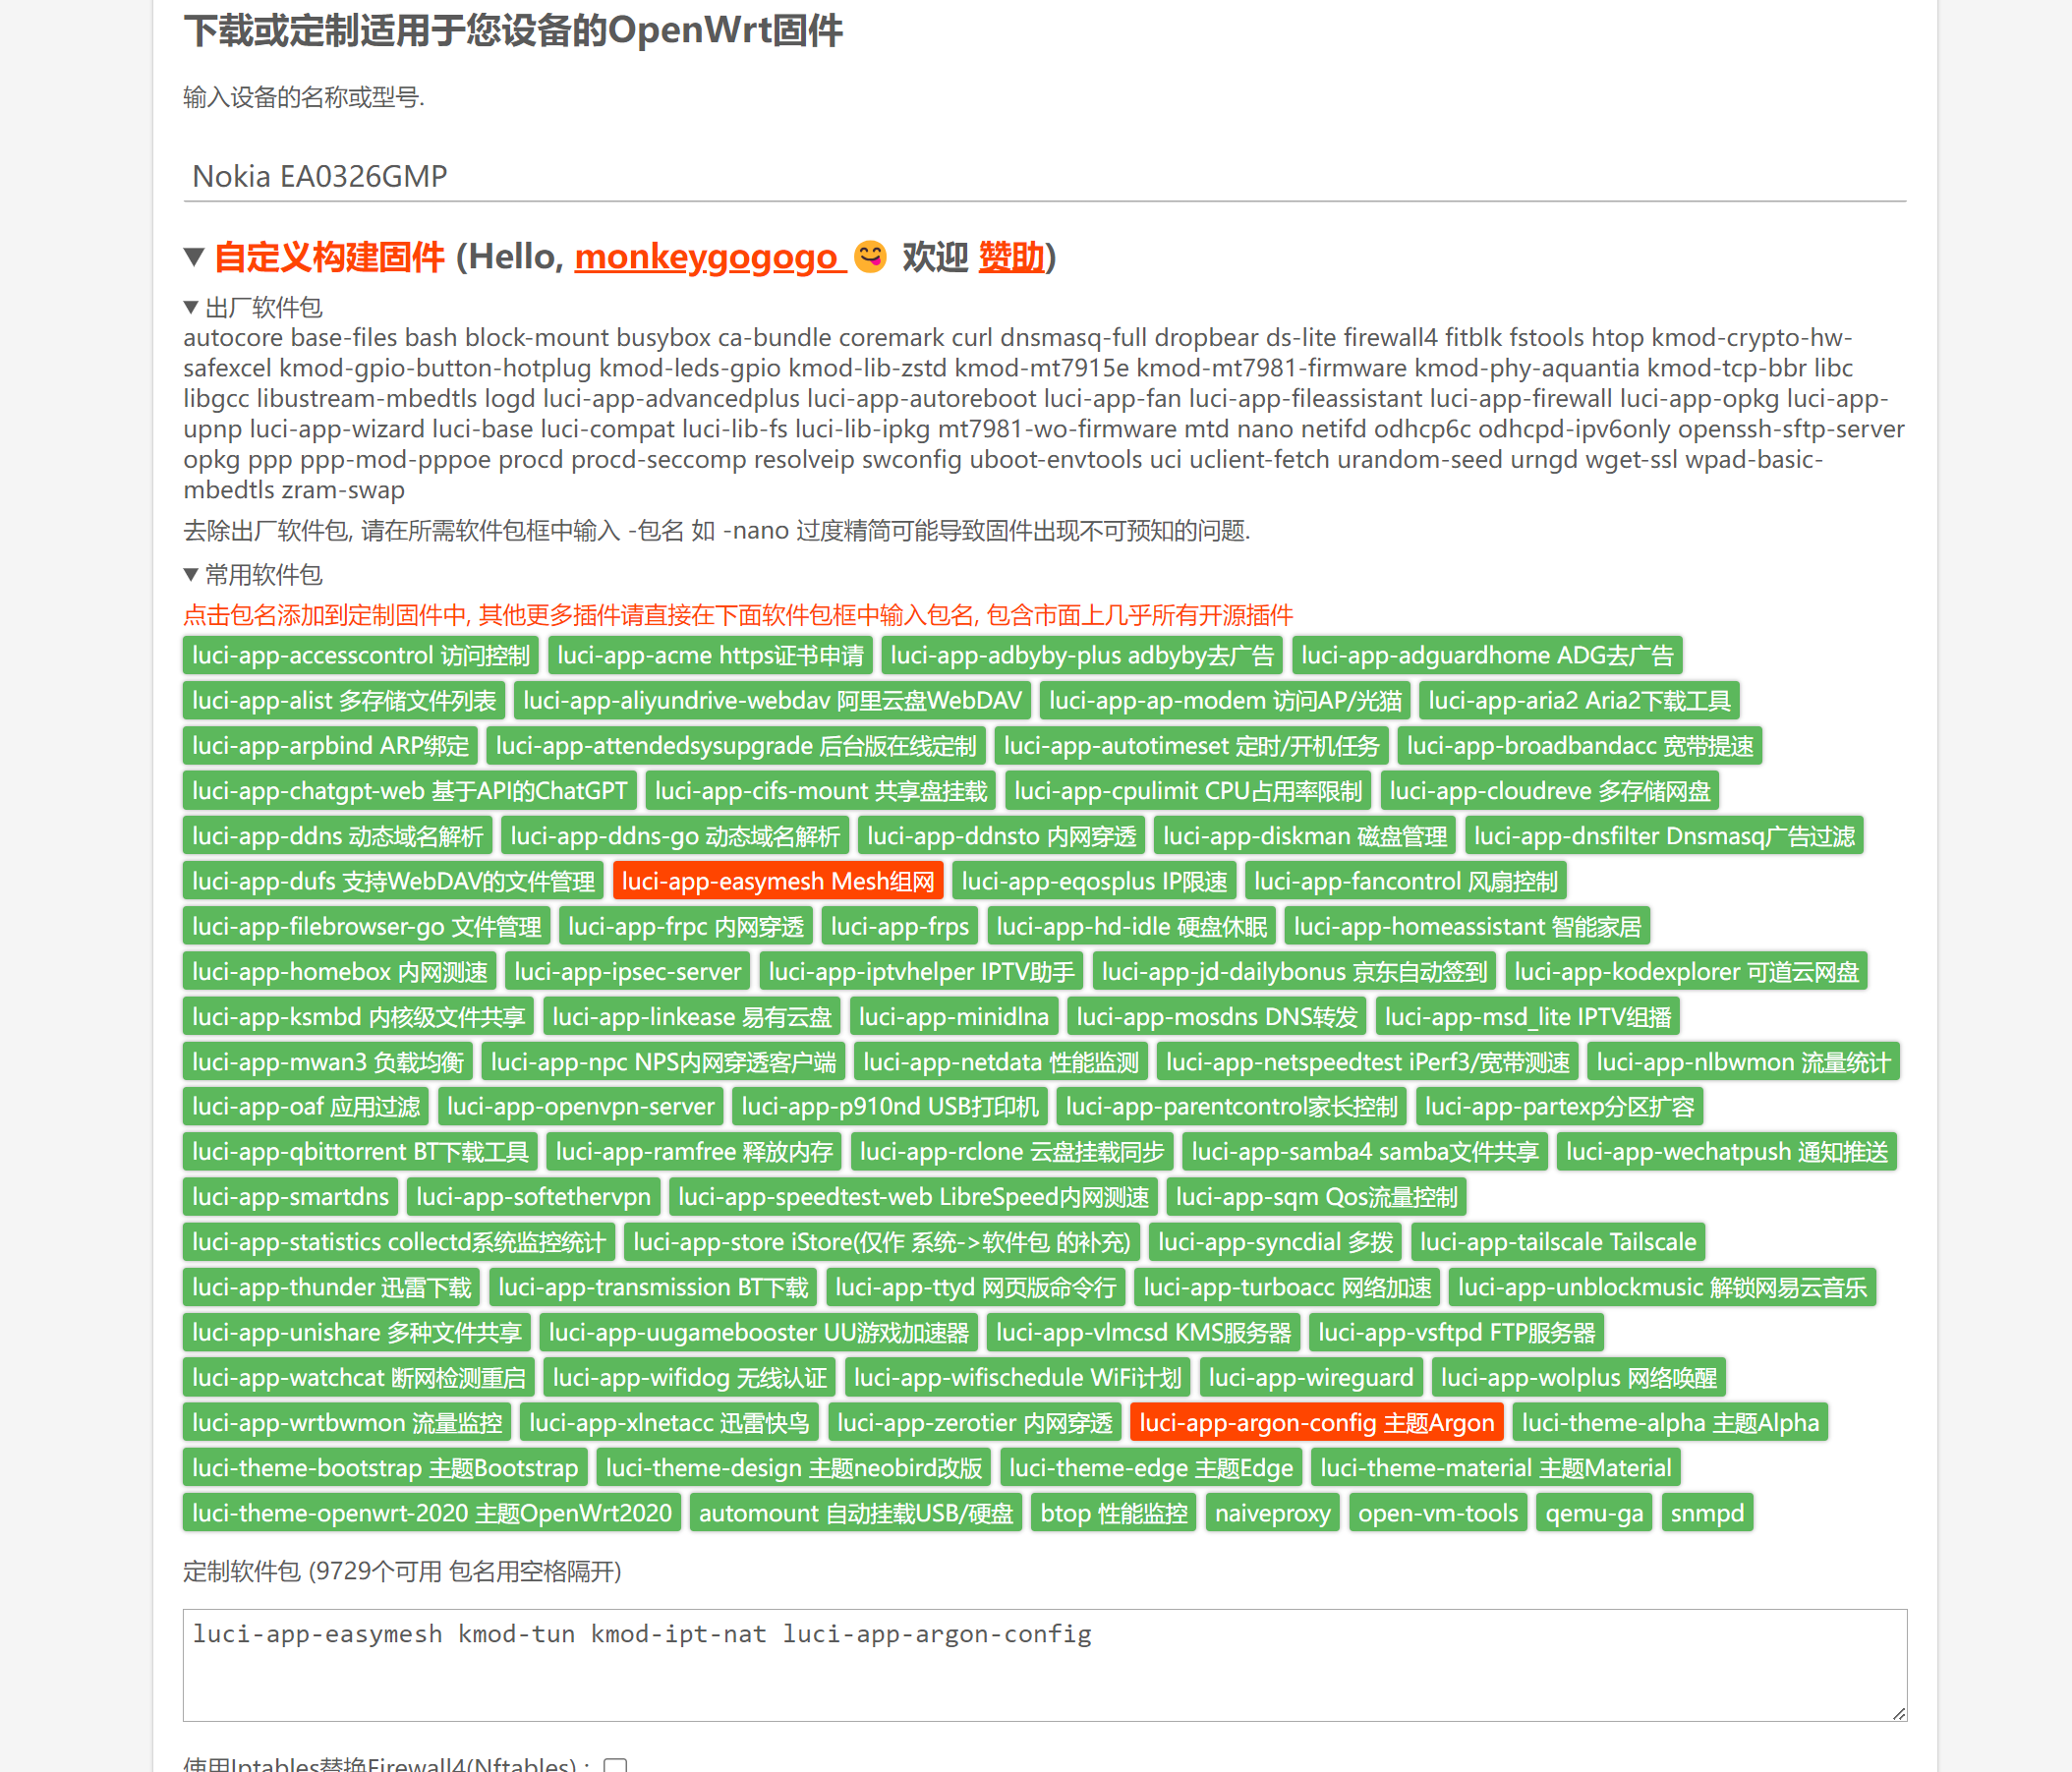 下载或定制适用于您设备的OpenWrt固件
输入设备的名称或型号.
Nokia EA0326GMP
▼ 自定义构建固件 (Hello, monkeygogogo 😋 欢迎 赞助)
▼ 出厂软件包
autocore base-files bash block-mount busybox ca-bundle coremark curl dnsmasq-full dropbear ds-lite firewall4 fitblk fstools htop kmod-crypto-hw-
safexcel kmod-gpio-button-hotplug kmod-leds-gpio kmod-lib-zstd kmod-mt7915e kmod-mt7981-firmware kmod-phy-aquantia kmod-tcp-bbr libc
libgcc libustream-mbedtls logd luci-app-advancedplus luci-app-autoreboot luci-app-fan luci-app-fileassistant luci-app-firewall luci-app-opkg luci-app-
upnp luci-app-wizard luci-base luci-compat luci-lib-fs luci-lib-ipkg mt7981-wo-firmware mtd nano netifd odhcp6c odhcpd-ipv6only openssh-sftp-server
opkg ppp ppp-mod-pppoe procd procd-seccomp resolveip swconfig uboot-envtools uci uclient-fetch urandom-seed urngd wget-ssl wpad-basic-
mbedtls zram-swap
去除出厂软件包, 请在所需软件包框中输入 -包名 如 -nano 过度精简可能导致固件出现不可预知的问题.
▼ 常用软件包
点击包名添加到定制固件中, 其他更多插件请直接在下面软件包框中输入包名, 包含市面上几乎所有开源插件
luci-app-accesscontrol 访问控制 luci-app-acme https证书申请 luci-app-adbyby-plus adbyby去广告 luci-app-adguardhome ADG去广告
luci-app-alist 多存储文件列表 luci-app-aliyundrive-webdav 阿里云盘WebDAV luci-app-ap-modem 访问AP/光猫 luci-app-aria2 Aria2下载工具
luci-app-arpbind ARP绑定 luci-app-attendedsysupgrade 后台版在线定制 luci-app-autotimeset 定时/开机任务 luci-app-broadbandacc 宽带提速
luci-app-chatgpt-web 基于API的ChatGPT luci-app-cifs-mount 共享盘挂载 luci-app-cpulimit CPU占用率限制 luci-app-cloudreve 多存储网盘
luci-app-ddns 动态域名解析 luci-app-ddns-go 动态域名解析 luci-app-ddnsto 内网穿透 luci-app-diskman 磁盘管理 luci-app-dnsfilter Dnsmasq广告过滤
luci-app-dufs 支持WebDAV的文件管理 luci-app-easymesh Mesh组网 luci-app-eqosplus IP限速 luci-app-fancontrol 风扇控制
luci-app-filebrowser-go 文件管理 luci-app-frpc 内网穿透 luci-app-frps luci-app-hd-idle 硬盘休眠 luci-app-homeassistant 智能家居
luci-app-homebox 内网测速 luci-app-ipsec-server luci-app-iptvhelper IPTV助手 luci-app-jd-dailybonus 京东自动签到 luci-app-kodexplorer 可道云网盘
luci-app-ksmbd 内核级文件共享 luci-app-linkease 易有云盘 luci-app-minidlna luci-app-mosdns DNS转发 luci-app-msd_lite IPTV组播
luci-app-mwan3 负载均衡 luci-app-npc NPS内网穿透客户端 luci-app-netdata 性能监测 luci-app-netspeedtest iPerf3/宽带测速 luci-app-nlbwmon 流量统计
luci-app-oaf 应用过滤 luci-app-openvpn-server luci-app-p910nd USB打印机 luci-app-parentcontrol家长控制 luci-app-partexp分区扩容
luci-app-qbittorrent BT下载工具 luci-app-ramfree 释放内存 luci-app-rclone 云盘挂载同步 luci-app-samba4 samba文件共享 luci-app-wechatpush 通知推送
luci-app-smartdns luci-app-softethervpn luci-app-speedtest-web LibreSpeed内网测速 luci-app-sqm Qos流量控制
luci-app-statistics collectd系统监控统计 luci-app-store iStore(仅作 系统->软件包 的补充) luci-app-syncdial 多拨 luci-app-tailscale Tailscale
luci-app-thunder 迅雷下载 luci-app-transmission BT下载 luci-app-ttyd 网页版命令行 luci-app-turboacc 网络加速 luci-app-unblockmusic 解锁网易云音乐
luci-app-unishare 多种文件共享 luci-app-uugamebooster UU游戏加速器 luci-app-vlmcsd KMS服务器 luci-app-vsftpd FTP服务器
luci-app-watchcat 断网检测重启 luci-app-wifidog 无线认证 luci-app-wifischedule WiFi计划 luci-app-wireguard luci-app-wolplus 网络唤醒
luci-app-wrtbwmon 流量监控 luci-app-xlnetacc 迅雷快鸟 luci-app-zerotier 内网穿透 luci-app-argon-config 主题Argon luci-theme-alpha 主题Alpha
luci-theme-bootstrap 主题Bootstrap luci-theme-design 主题neobird改版 luci-theme-edge 主题Edge luci-theme-material 主题Material
luci-theme-openwrt-2020 主题OpenWrt2020 automount 自动挂载USB/硬盘 btop 性能监控 naiveproxy open-vm-tools qemu-ga snmpd
定制软件包 (9729个可用 包名用空格隔开)
luci-app-easymesh kmod-tun kmod-ipt-nat luci-app-argon-config
使用Iptables替换Firewall4(Nftables) :